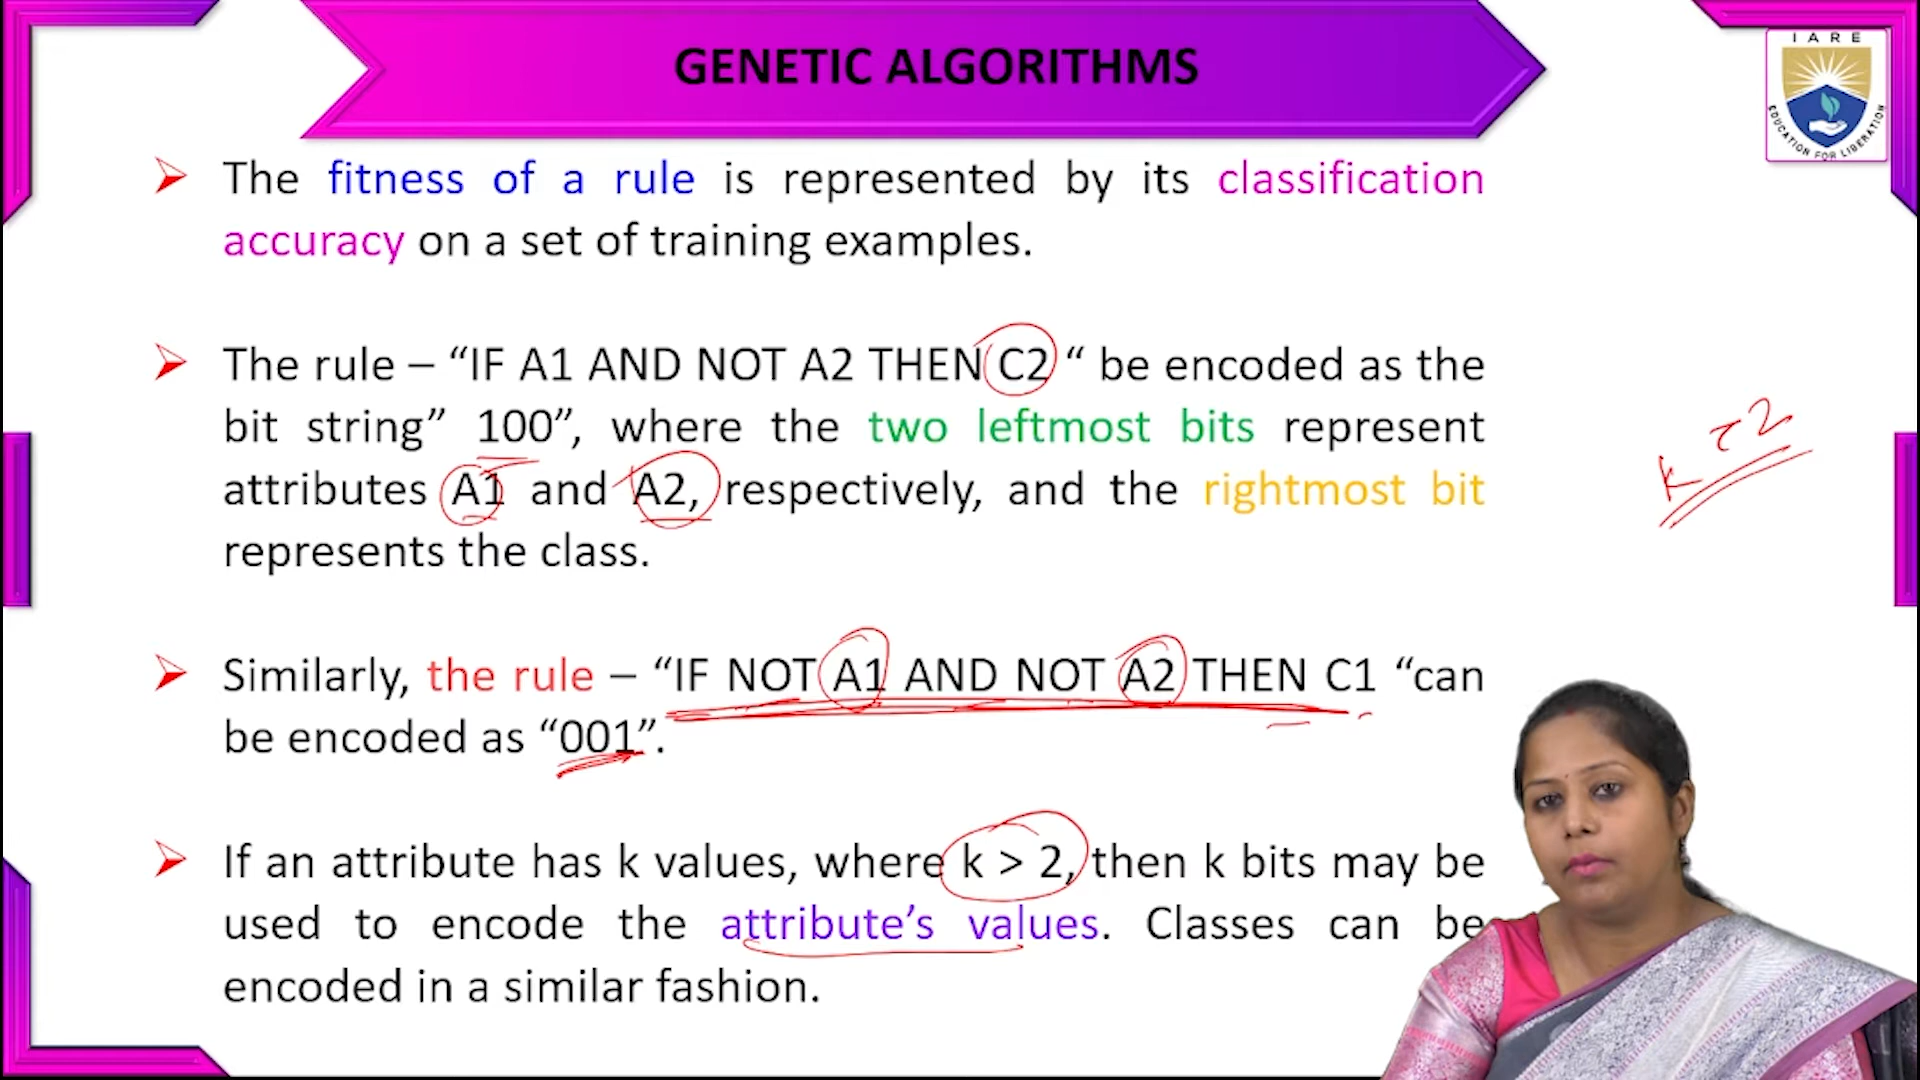 GENETIC ALGORITHMS
IARE
EDUCATION FOR LIBERATION
The fitness of a rule is represented by its classification
accuracy on a set of training examples.
The rule – “IF A1 AND NOT A2 THEN C2 “ be encoded as the
bit string” 100”, where the two leftmost bits represent
attributes A1 and A2, respectively, and the rightmost bit
represents the class.
Similarly, the rule – “IF NOT A1 AND NOT A2 THEN C1 “can
be encoded as “001”.
If an attribute has k values, where k > 2, then k bits may be
used to encode the attribute’s values. Classes can be
encoded in a similar fashion.